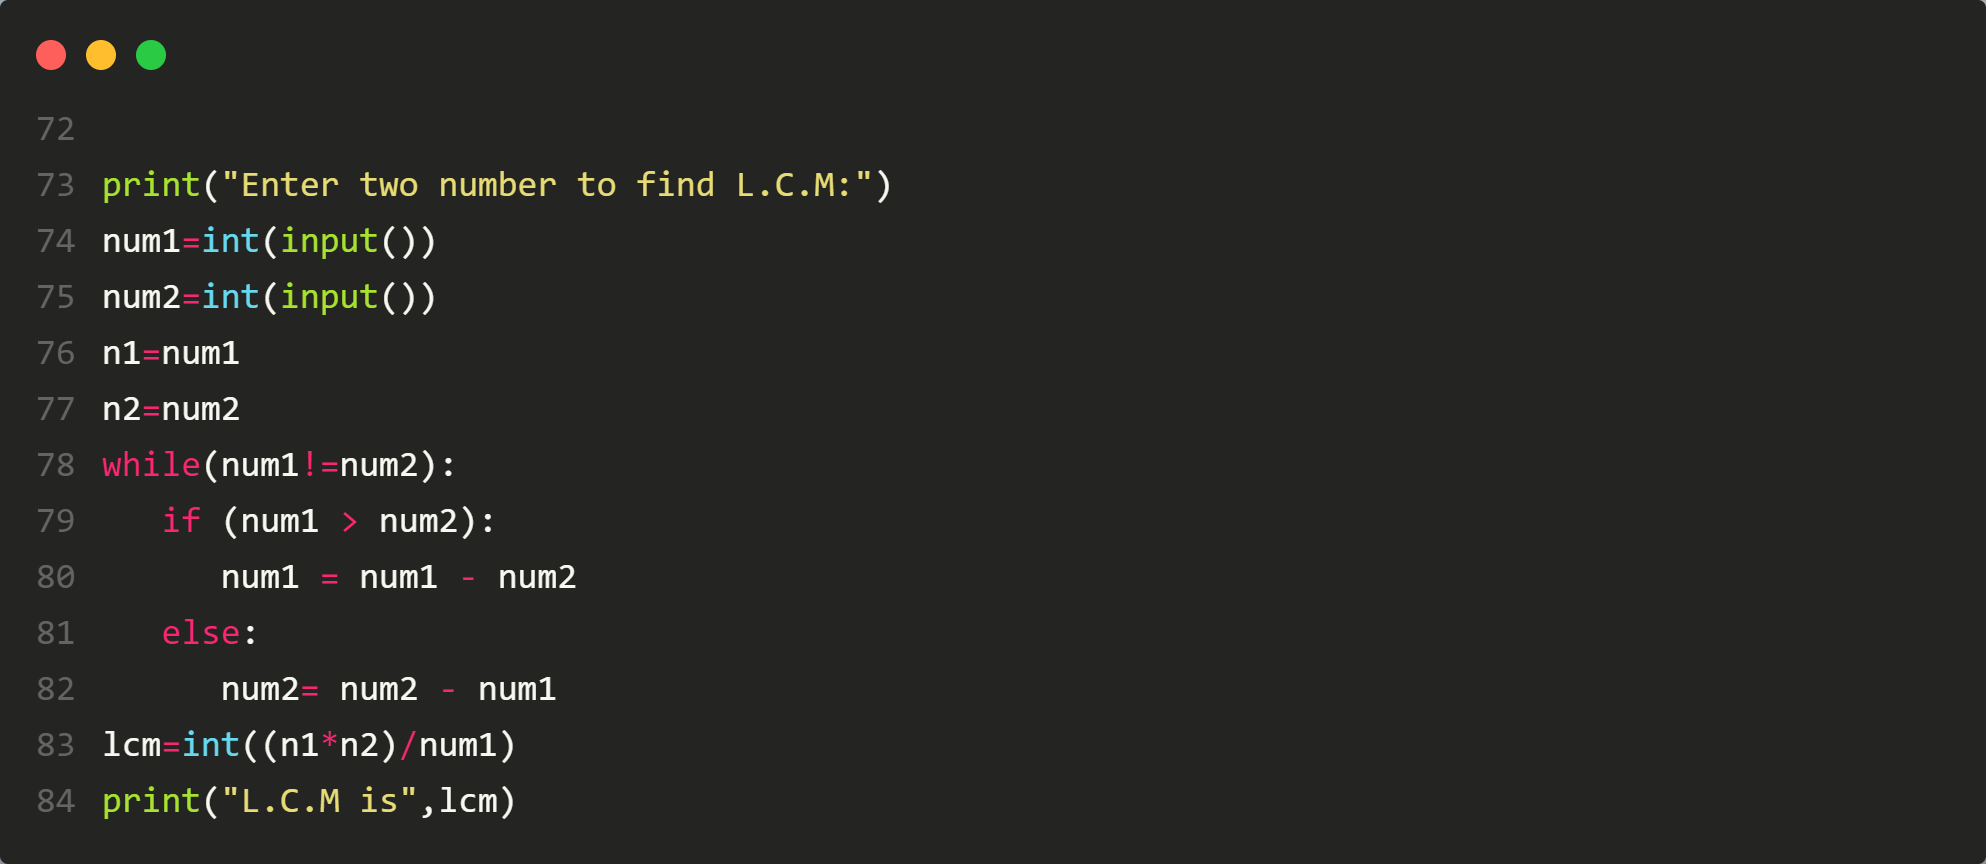 72
73 print("Enter two number to find L.C.M:")
74 num1=int(input())
75 num2=int(input())
76 n1=num1
77 n2=num2
78 while(num1!=num2):
79    if (num1 > num2):
80       num1 = num1 - num2
81    else:
82       num2= num2 - num1
83 lcm=int((n1*n2)/num1)
84 print("L.C.M is",lcm)